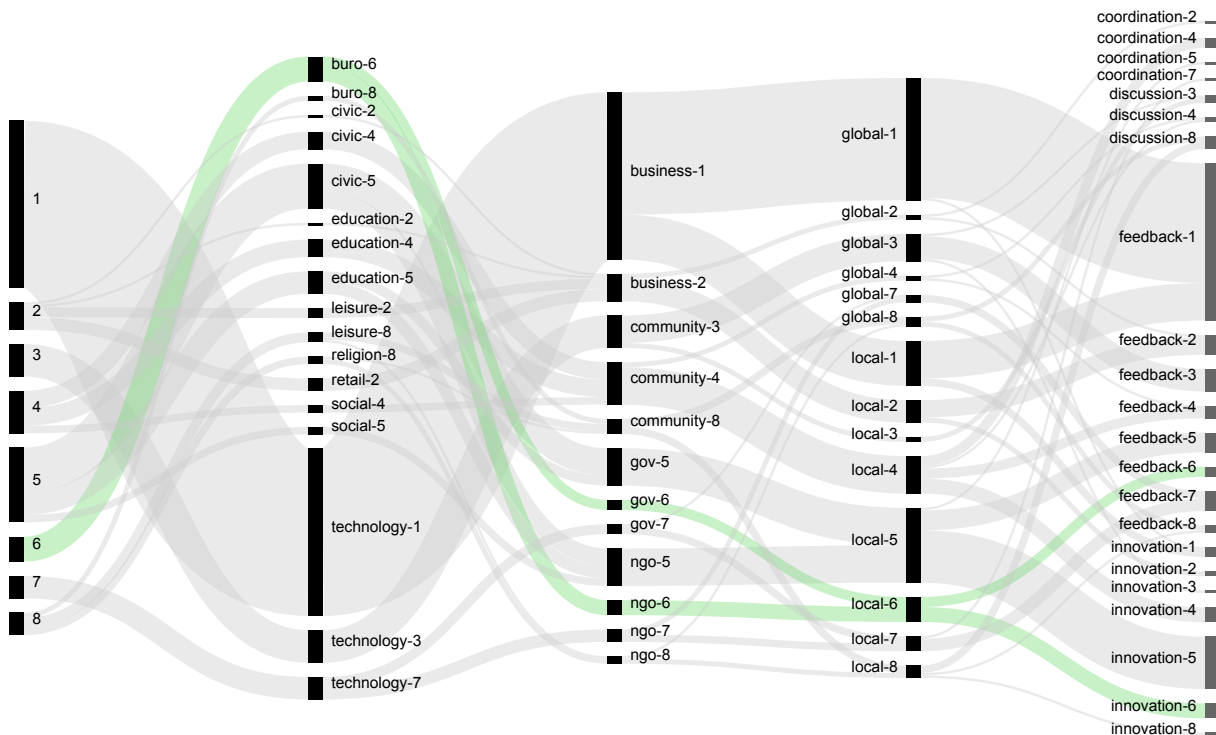 1
2
3
4
5
6
7
8
buro-6
buro-8
civic-2
civic-4
civic-5
education-2
education-4
education-5
leisure-2
leisure-8
religion-8
retail-2
social-4
social-5
technology-1
technology-3
technology-7
business-1
business-2
community-3
community-4
community-8
gov-5
gov-6
gov-7
ngo-5
ngo-6
ngo-7
ngo-8
global-1
global-2
global-3
global-4
global-7
global-8
local-1
local-2
local-3
local-4
local-5
local-6
local-7
local-8
coordination-2
coordination-4
coordination-5
coordination-7
discussion-3
discussion-4
discussion-8
feedback-1
feedback-2
feedback-3
feedback-4
feedback-5
feedback-6
feedback-7
feedback-8
innovation-1
innovation-2
innovation-3
innovation-4
innovation-5
innovation-6
innovation-8